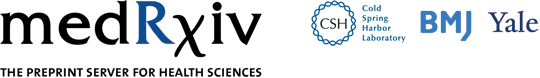 medRxiv
THE PREPRINT SERVER FOR HEALTH SCIENCES
CSH
Cold
Spring
Harbor
Laboratory
BMJ
Yale